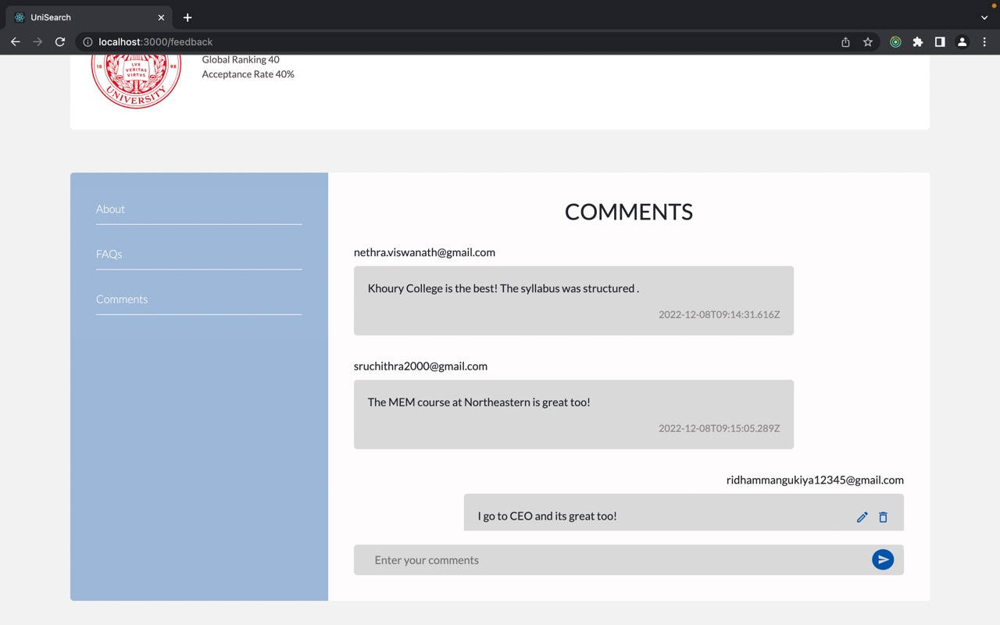 UniSearch
localhost:3000/feedback
Global Ranking 40
Acceptance Rate 40%
LVX
VERITAS
VIRTVS
18 98
UNIVERSITY
About
FAQs
Comments
COMMENTS
nethra.viswanath@gmail.com
Khoury College is the best! The syllabus was structured .
2022-12-08T09:14:31.616Z
sruchithra2000@gmail.com
The MEM course at Northeastern is great too!
2022-12-08T09:15:05.289Z
ridhammangukiya12345@gmail.com
I go to CEO and its great too!
Enter your comments